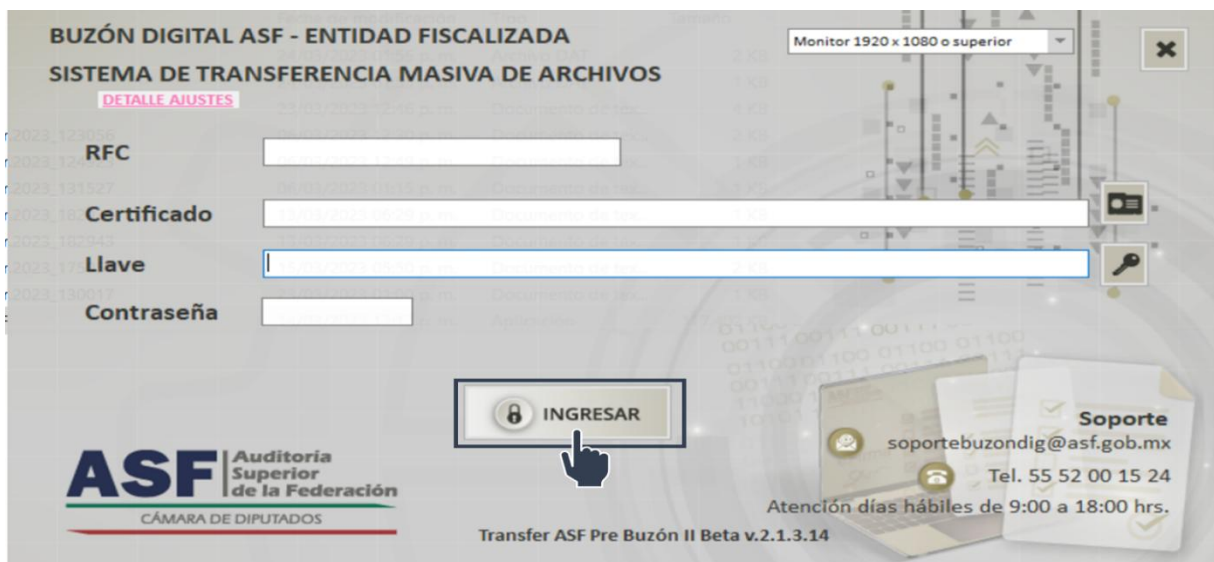 BUZÓN DIGITAL ASF - ENTIDAD FISCALIZADA
Monitor 1920 x 1080 o superior
SISTEMA DE TRANSFERENCIA MASIVA DE ARCHIVOS
DETALLE AJUSTES
RFC
Certificado
Llave
Contraseña
INGRESAR
Soporte
soportebuzondig@asf.gob.mx
Tel. 55 52 00 15 24
Atención días hábiles de 9:00 a 18:00 hrs.
ASF Auditoría
Superior
de la Federación
CÁMARA DE DIPUTADOS
Transfer ASF Pre Buzón II Beta v.2.1.3.14